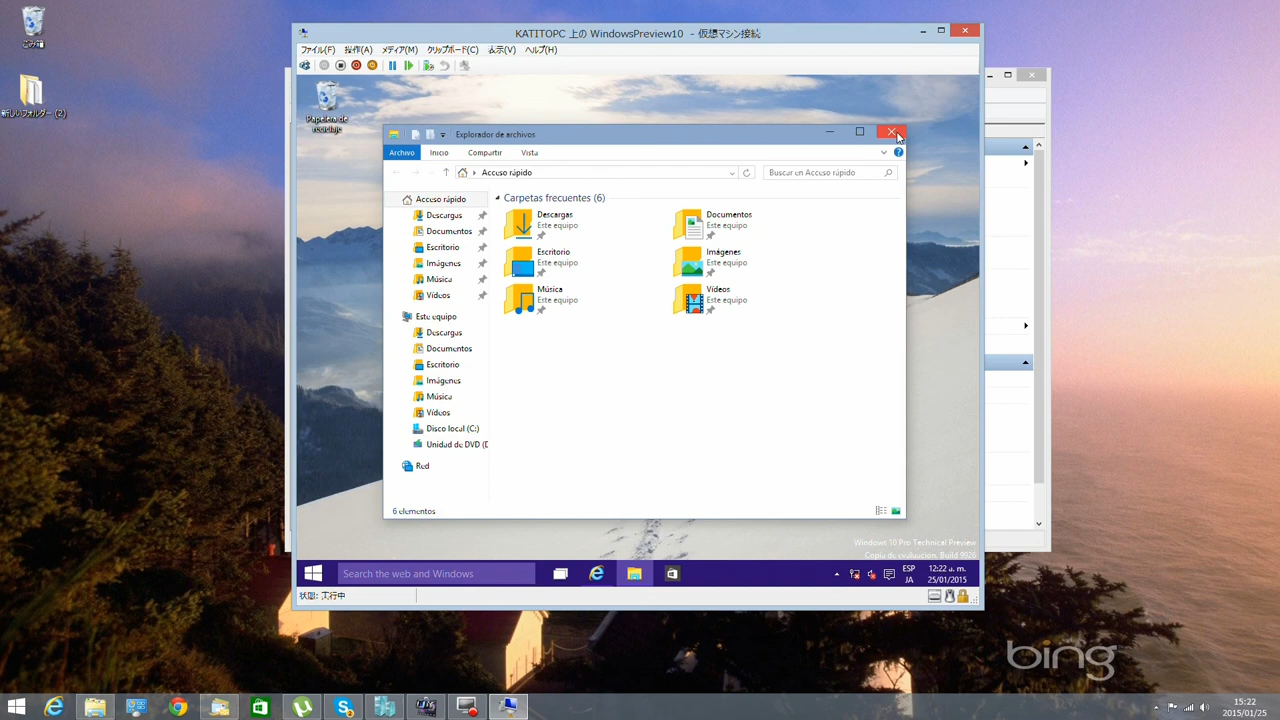 ごみ箱
新しいフォルダー (2)
KATITOPC 上の WindowsPreview10 - 仮想マシン接続
ファイル(F) 操作(A) メディア(M) クリップボード(C) 表示(V) ヘルプ(H)
Papelera de
reciclaje
Explorador de archivos
Archivo Inicio Compartir Vista
Acceso rápido
Buscar en Acceso rápido
Acceso rápido
Descargas
Documentos
Escritorio
Imágenes
Música
Vídeos
Este equipo
Descargas
Documentos
Escritorio
Imágenes
Música
Vídeos
Disco local (C:)
Unidad de DVD (D
Red
Carpetas frecuentes (6)
Descargas
Este equipo
Documentos
Este equipo
Escritorio
Este equipo
Imágenes
Este equipo
Música
Este equipo
Vídeos
Este equipo
6 elementos
Windows 10 Pro Technical Preview
Copia de evaluación. Build 9926
Search the web and Windows
ESP
JA
12:22 a. m.
25/01/2015
状態: 実行中
bing
15:22
2015/01/25